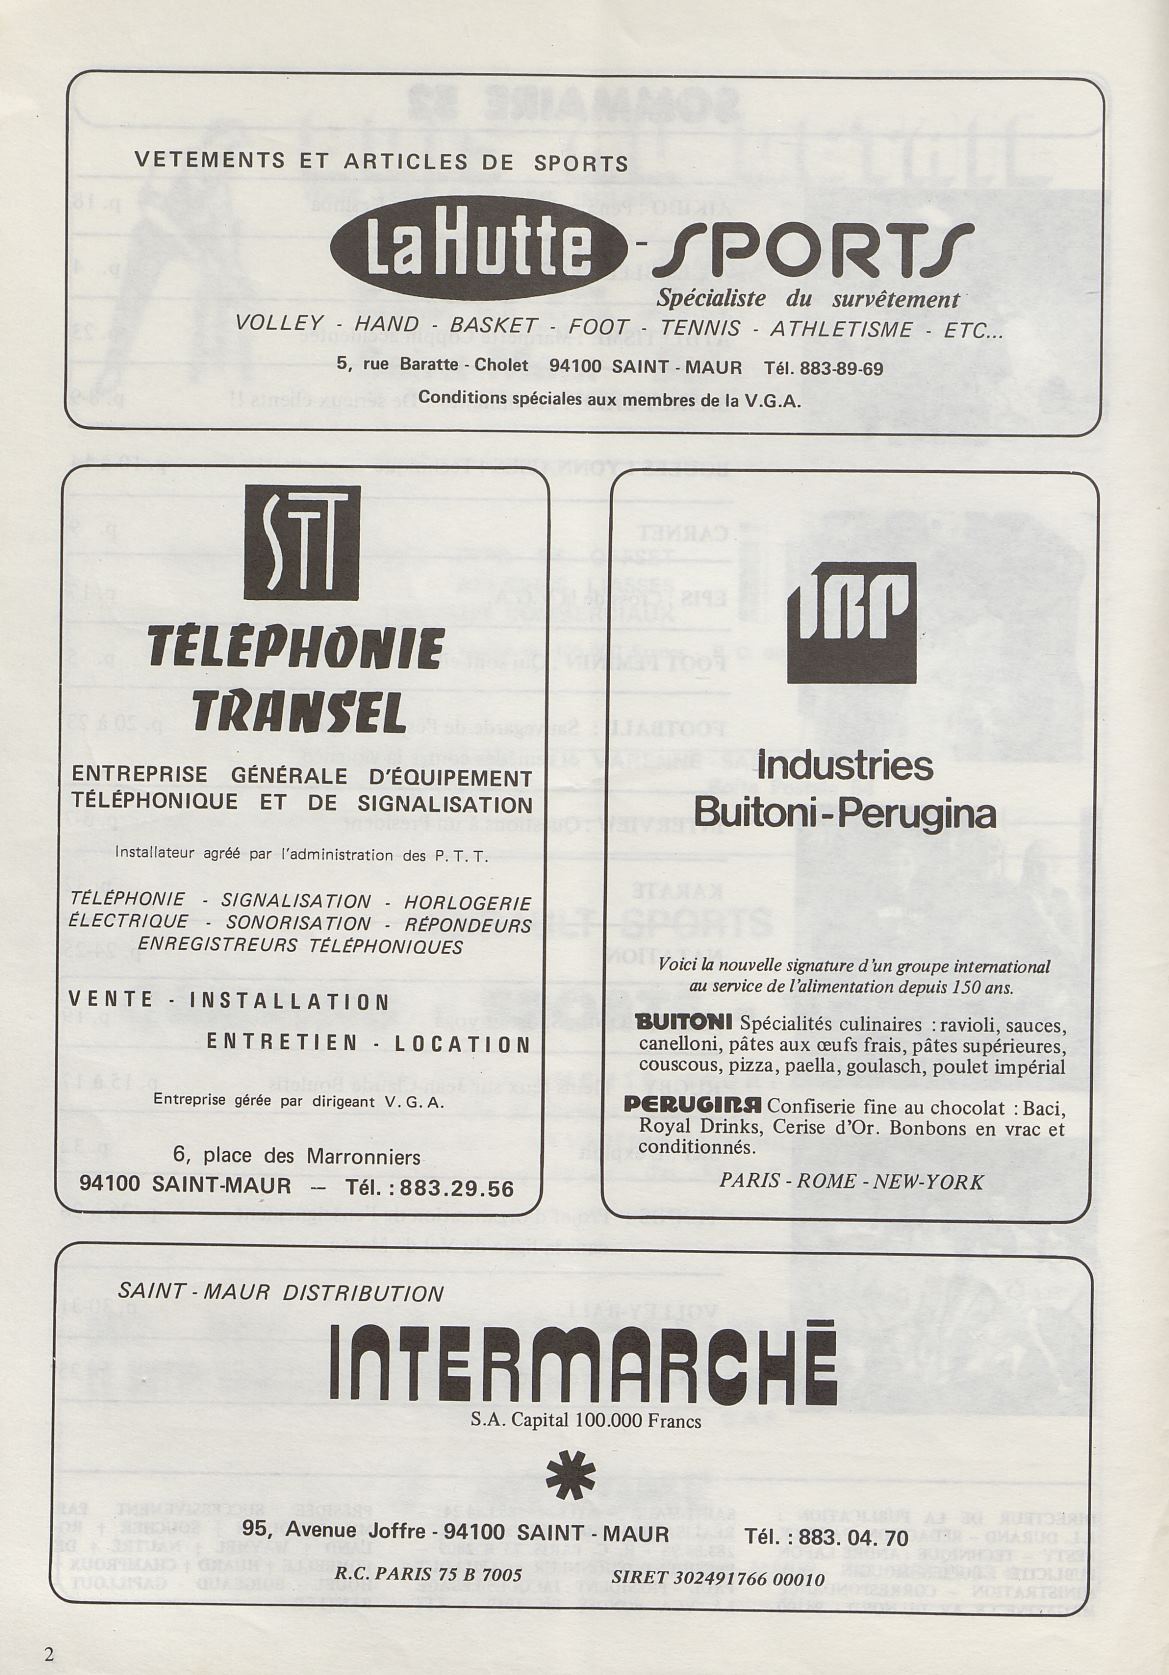 VETEMENTS ET ARTICLES DE SPORTS
LaHutte-SPORTS
Spécialiste du survêtement
VOLLEY - HAND - BASKET - FOOT - TENNIS - ATHLETISME - ETC...
5, rue Baratte - Cholet 94100 SAINT - MAUR Tél. 883-89-69
Conditions spéciales aux membres de la V.G.A.
STT
TÉLÉPHONIE
TRANSEL
ENTREPRISE GÉNÉRALE D'ÉQUIPEMENT
TÉLÉPHONIQUE ET DE SIGNALISATION
Installateur agréé par l'administration des P.T.T.
TÉLÉPHONIE - SIGNALISATION - HORLOGERIE
ÉLECTRIQUE - SONORISATION - RÉPONDEURS
ENREGISTREURS TÉLÉPHONIQUES
VENTE - INSTALLATION
ENTRETIEN - LOCATION
Entreprise gérée par dirigeant V.G.A.
6, place des Marronniers
94100 SAINT-MAUR — Tél. : 883.29.56
IBP
Industries
Buitoni-Perugina
Voici la nouvelle signature d'un groupe international
au service de l'alimentation depuis 150 ans.
BUITONI Spécialités culinaires : ravioli, sauces,
canelloni, pâtes aux œufs frais, pâtes supérieures,
couscous, pizza, paella, goulasch, poulet impérial
PERUGINA Confiserie fine au chocolat : Baci,
Royal Drinks, Cerise d'Or. Bonbons en vrac et
conditionnés.
PARIS - ROME - NEW-YORK
SAINT - MAUR DISTRIBUTION
INTERMARCHÉ
S.A. Capital 100.000 Francs
95, Avenue Joffre - 94100 SAINT - MAUR Tél. : 883. 04. 70
R.C. PARIS 75 B 7005 SIRET 302491766 00010
2